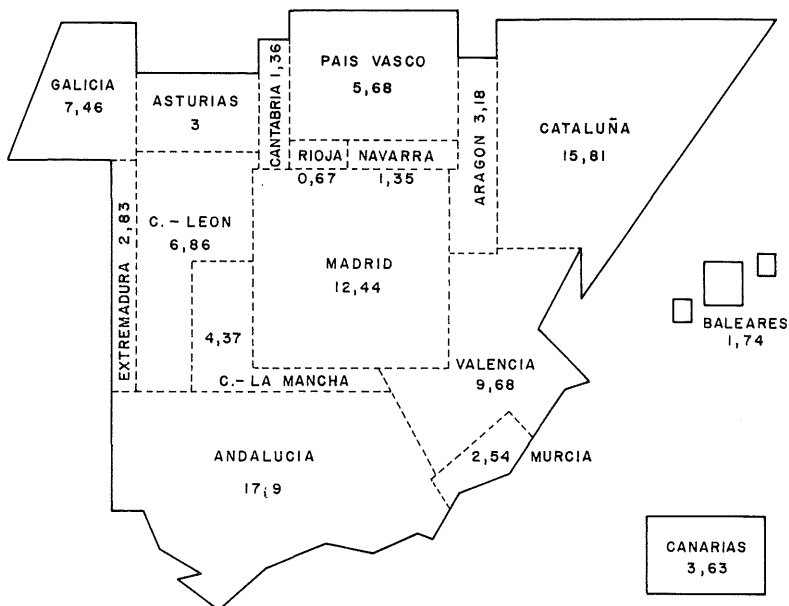 GALICIA
7,46
ASTURIAS
3
CANTABRIA 1,36
PAIS VASCO
5,68
RIOJA
0,67
NAVARRA
1,35
ARAGON 3,18
CATALUÑA
15,81
EXTREMADURA 2,83
C.-LEON
6,86
MADRID
12,44
4,37
C.-LA MANCHA
VALENCIA
9,68
BALEARES
1,74
ANDALUCIA
17,9
2,54 MURCIA
CANARIAS
3,63